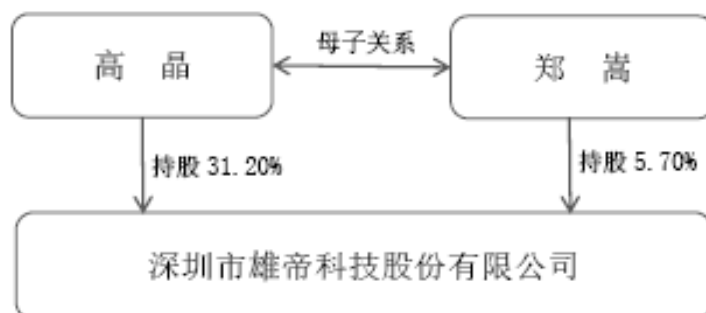 母子关系
高 晶
郑 嵩
持股 31.20%
持股 5.70%
深圳市雄帝科技股份有限公司